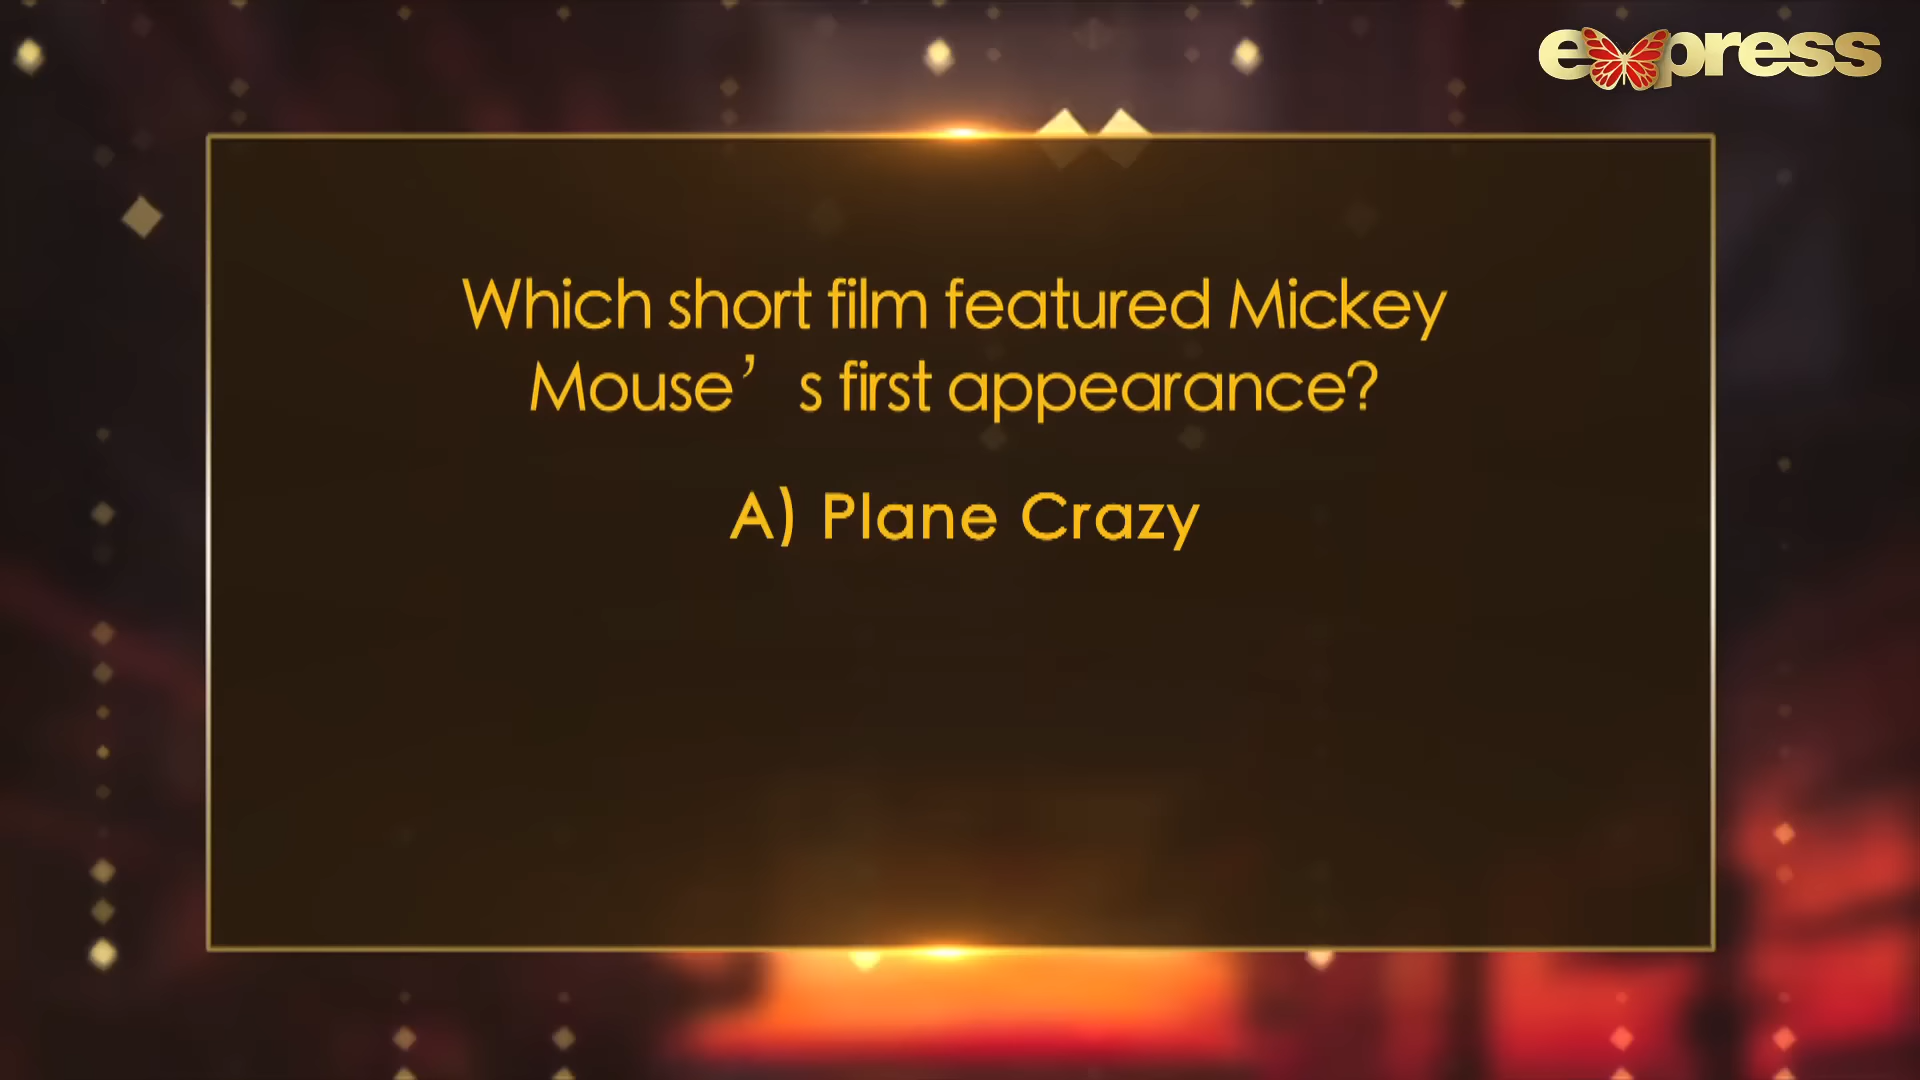 express
Which short film featured Mickey
Mouse’s first appearance?
A) Plane Crazy